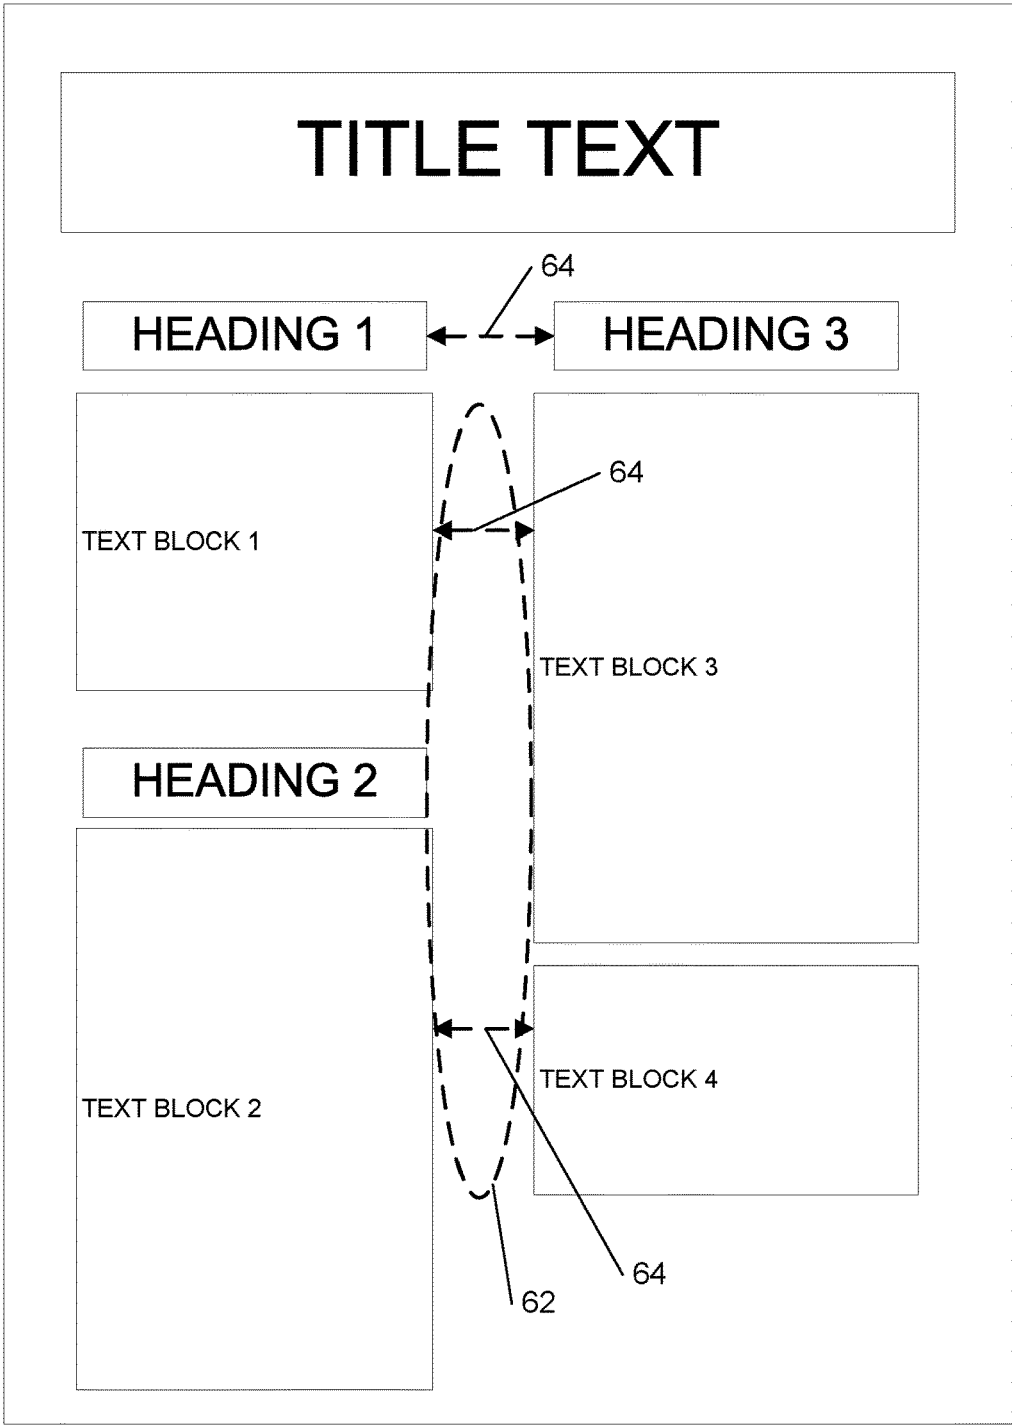 TITLE TEXT
64
HEADING 1
HEADING 3
64
TEXT BLOCK 1
TEXT BLOCK 3
HEADING 2
TEXT BLOCK 4
TEXT BLOCK 2
64
62